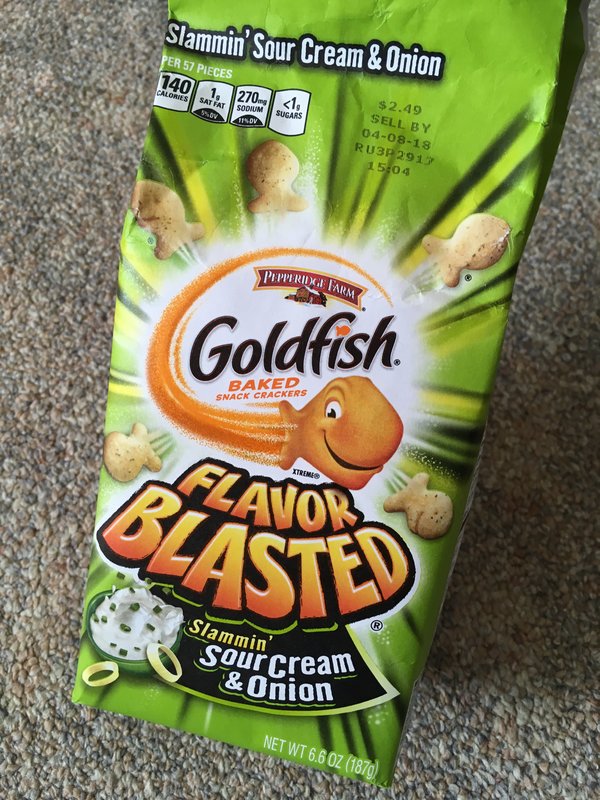 Slammin' Sour Cream & Onion
PER 57 PIECES
140
CALORIES
1g
SAT FAT
5% DV
270mg
SODIUM
11% DV
<1g
SUGARS
$2.49
SELL BY
04-08-18
RU3P2917
15:04
PEPPERIDGE FARM
Goldfish®
BAKED
SNACK CRACKERS
XTREME®
FLAVOR
BLASTED®
Slammin'
Sour Cream
& Onion
NET WT 6.6 OZ (187g)